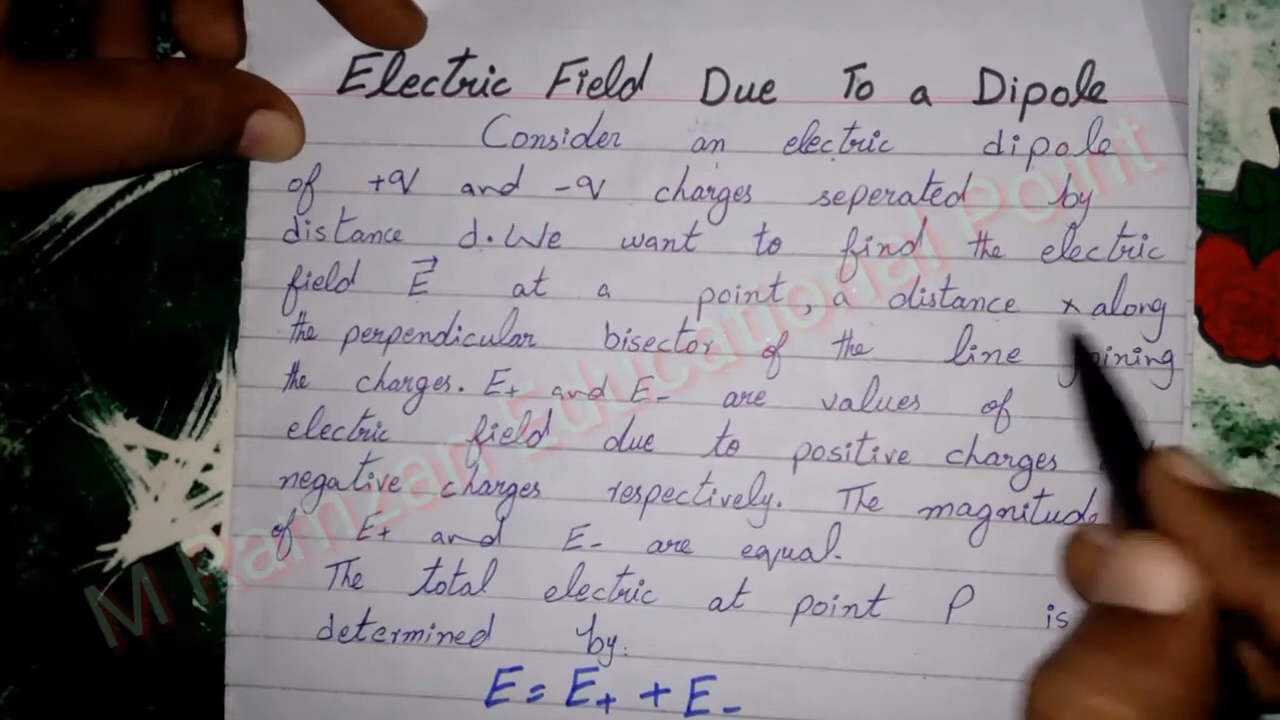 Electric Field Due To a Dipole
Consider an electric dipole
of +q and -q charges seperated by
distance d. We want to find the electric
field E⃗ at a point, a distance x along
the perpendicular bisector of the line joining
the charges. E+ and E- are values of
electric field due to positive charges
negative charges respectively. The magnitude
of E+ and E- are equal.
The total electric at point P is
determined by:
E = E+ + E-
M Ramzan Educational Point